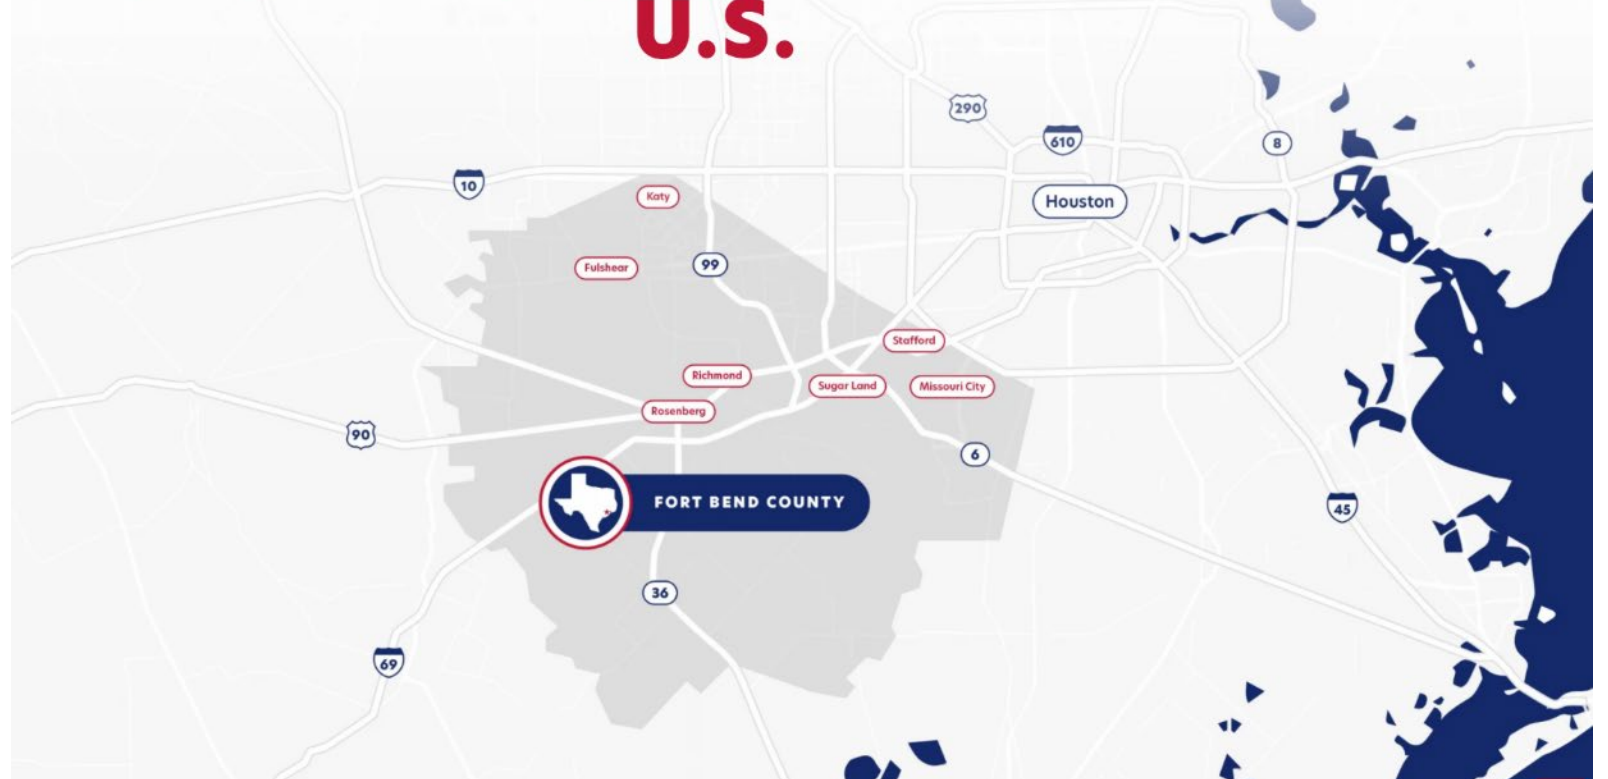 U.S.
290
610
8
10
Katy
Houston
Fulshear
99
Stafford
Richmond
Sugar Land
Missouri City
Rosenberg
90
6
FORT BEND COUNTY
45
36
69